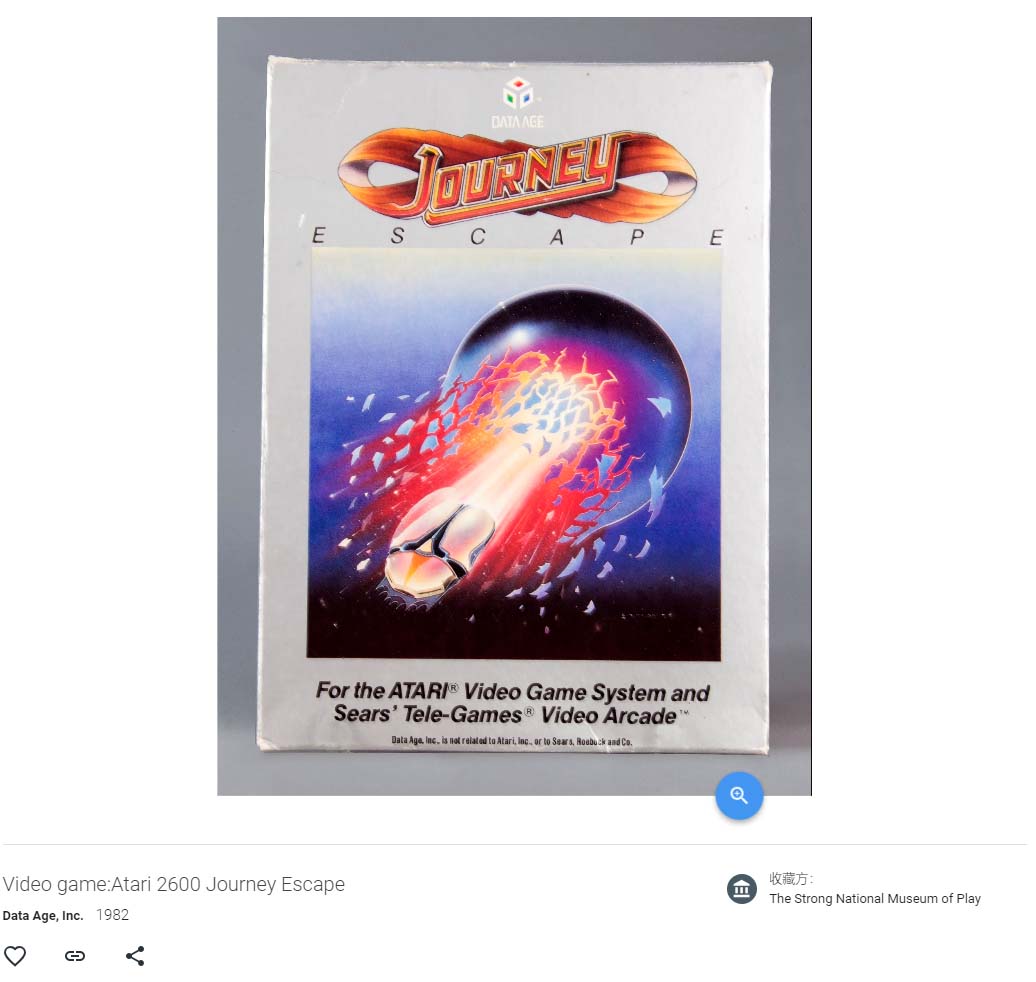 DATA AGE
JOURNEY
ESCAPE
For the ATARI® Video Game System and
Sears' Tele-Games® Video Arcade™
Data Age, Inc., is not related to Atari, Inc., or to Sears, Roebuck and Co.
Video game:Atari 2600 Journey Escape
Data Age, Inc. 1982
收藏方：
The Strong National Museum of Play